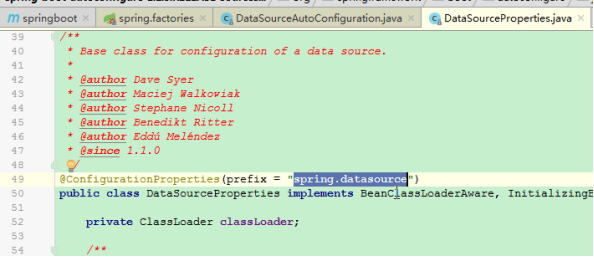 springboot × spring.factories × DataSourceAutoConfiguration.java × DataSourceProperties.java ×
39 /**
40 * Base class for configuration of a data source.
41 *
42 * @author Dave Syer
43 * @author Maciej Walkowiak
44 * @author Stephane Nicoll
45 * @author Benedikt Ritter
46 * @author Eddú Meléndez
47 * @since 1.1.0
48
49 @ConfigurationProperties(prefix = "spring.datasource")
50 public class DataSourceProperties implements BeanClassLoaderAware, Initializing
51
52 private ClassLoader classLoader;
53
54 /**